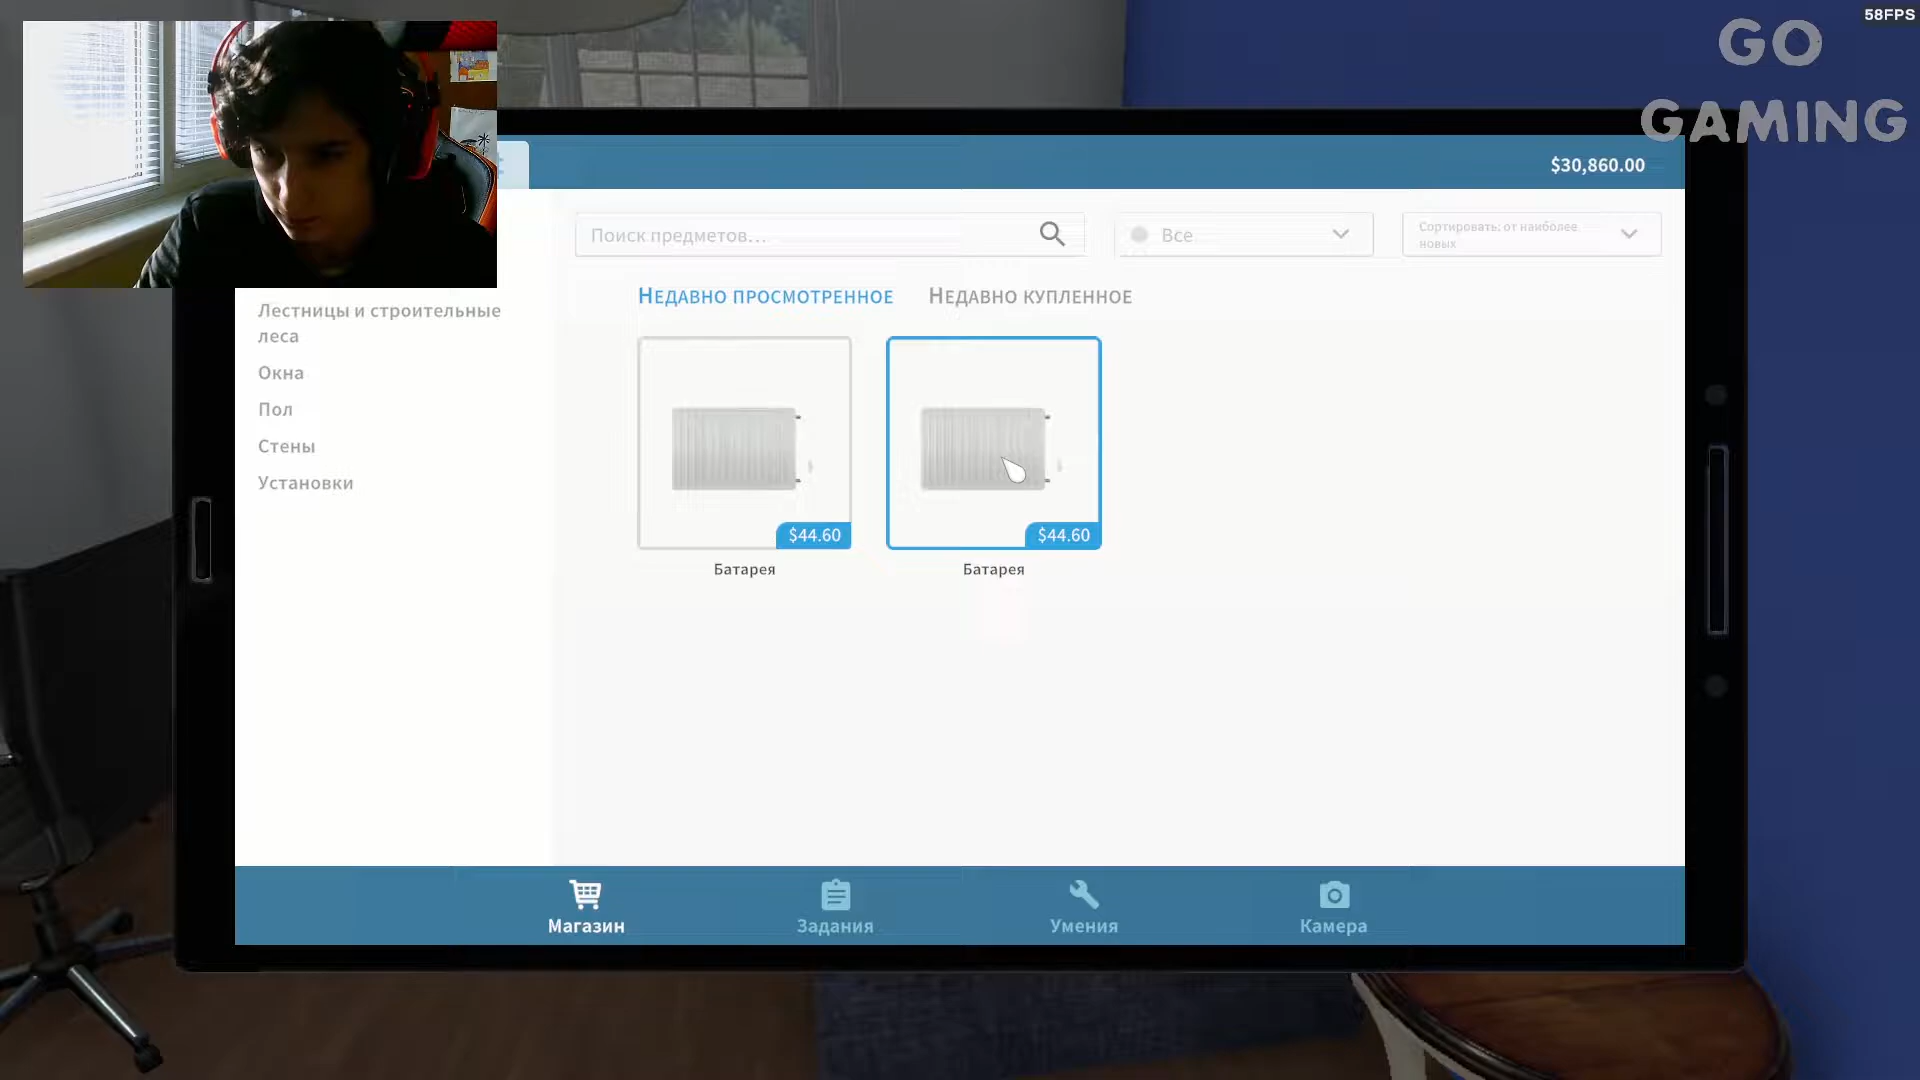 58FPS
GO
GAMING
$30,860.00
Поиск предметов...
Все
Сортировать: от наиболее
новых
Недавно просмотренное
Недавно купленное
Лестницы и строительные
леса
Окна
Пол
Стены
Установки
$44.60
$44.60
Батарея
Батарея
Магазин
Задания
Умения
Камера